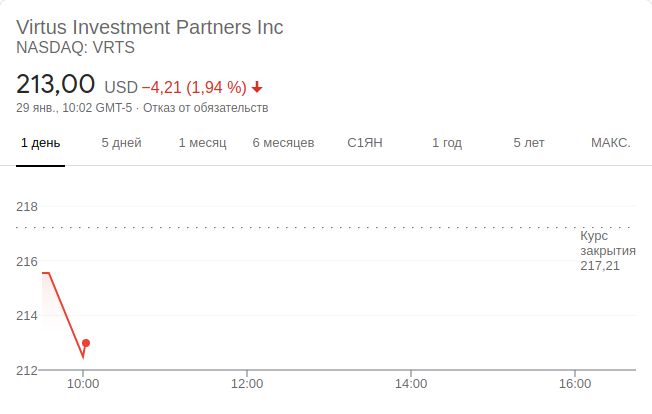 Virtus Investment Partners Inc
NASDAQ: VRTS
213,00 USD −4,21 (1,94 %)
29 янв., 10:02 GMT-5 · Отказ от обязательств
1 день 5 дней 1 месяц 6 месяцев С1ЯН 1 год 5 лет МАКС.
218
Курс
закрытия
217,21
216
214
212
10:00 12:00 14:00 16:00